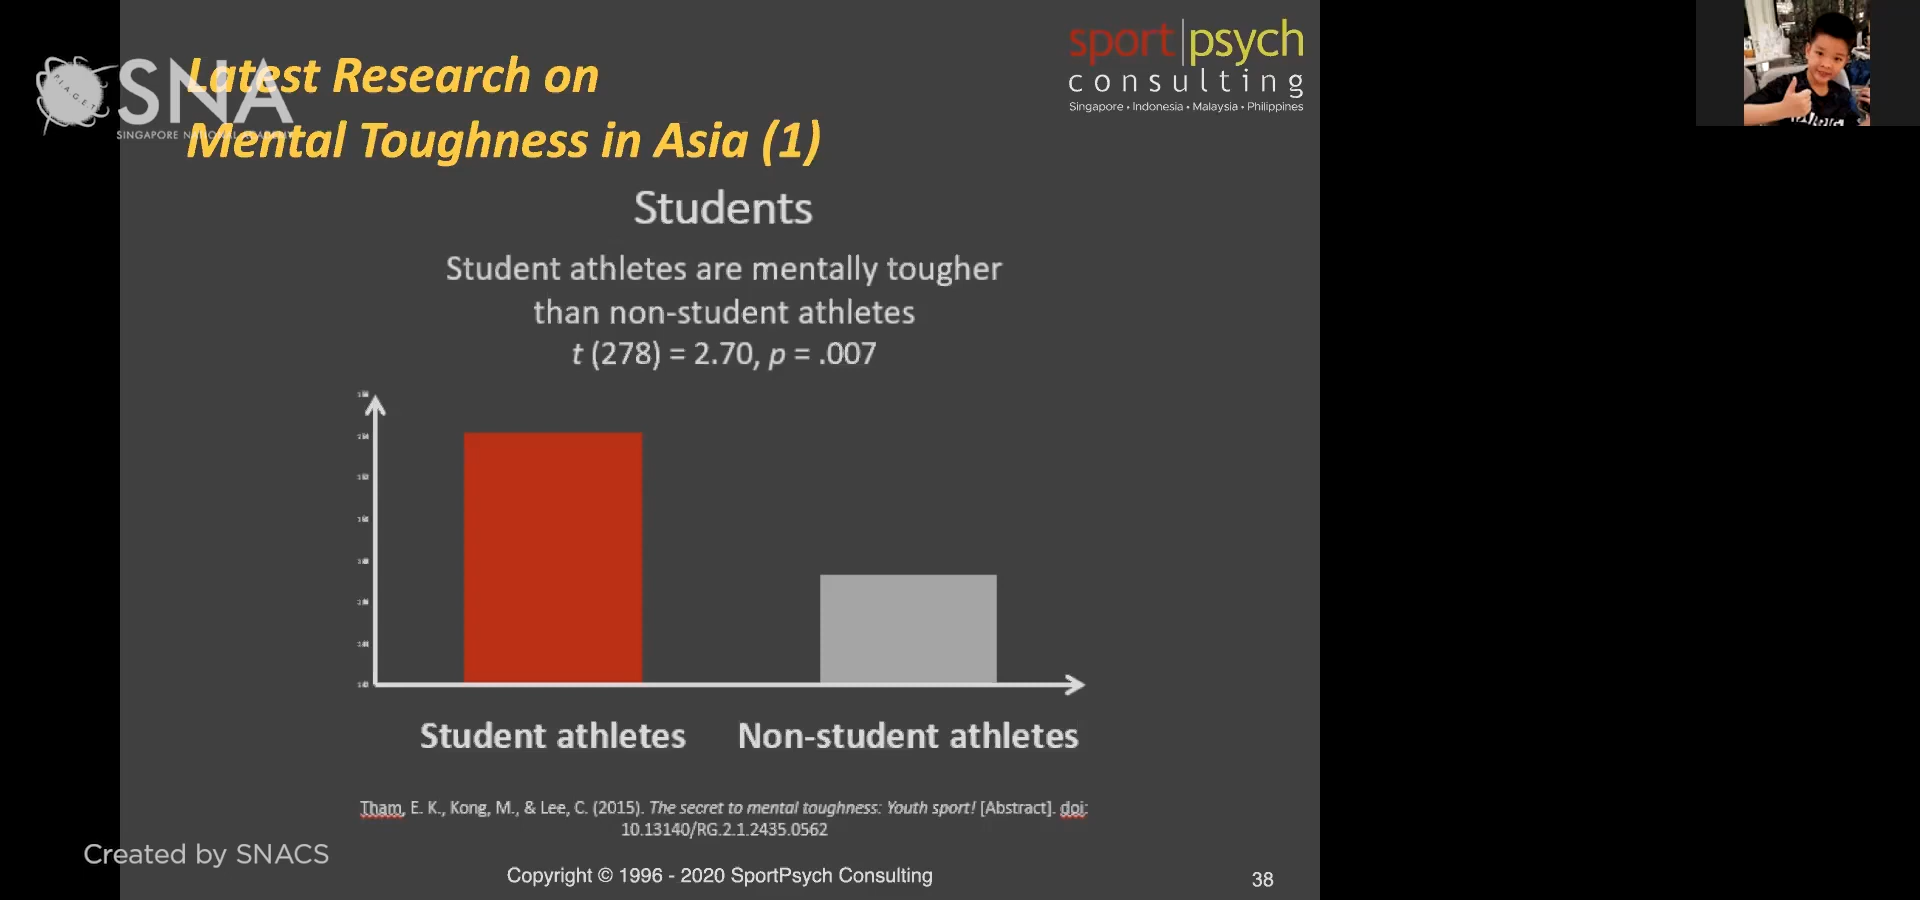 Latest Research on
Mental Toughness in Asia (1)
SNA
SINGAPORE NATIONAL ACADEMY
PIAGET
sport|psych
consulting
Singapore • Indonesia • Malaysia • Philippines
Students
Student athletes are mentally tougher
than non-student athletes
t (278) = 2.70, p = .007
Student athletes
Non-student athletes
Tham, E. K., Kong, M., & Lee, C. (2015). The secret to mental toughness: Youth sport! [Abstract]. doi:
10.13140/RG.2.1.2435.0562
Created by SNACS
Copyright © 1996 - 2020 SportPsych Consulting
38